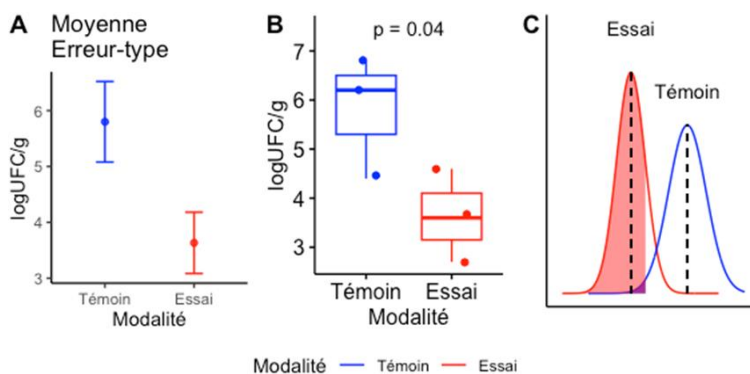 A
Moyenne
Erreur-type
logUFC/g
6
5
4
3
Témoin
Essai
Modalité
B
p = 0.04
logUFC/g
7
6
5
4
3
Témoin
Essai
Modalité
C
Essai
Témoin
Modalité
Témoin
Essai